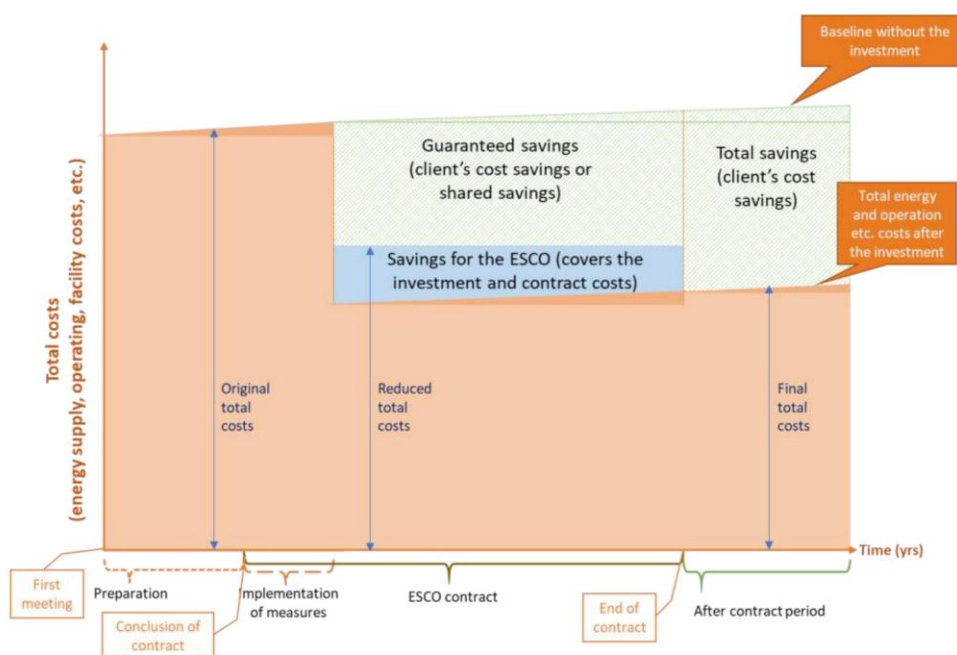 Baseline without the
investment
Guaranteed savings
(client's cost savings or
shared savings)
Total savings
(client's cost
savings)
Total energy
and operation
etc. costs after
the investment
Savings for the ESCO (covers the
investment and contract costs)
Total costs
(energy supply, operating, facility costs, etc.)
Original
total
costs
Reduced
total
costs
Final
total
costs
Time (yrs)
First
meeting
Preparation
Conclusion of
contract
Implementation
of measures
ESCO contract
End of
contract
After contract period